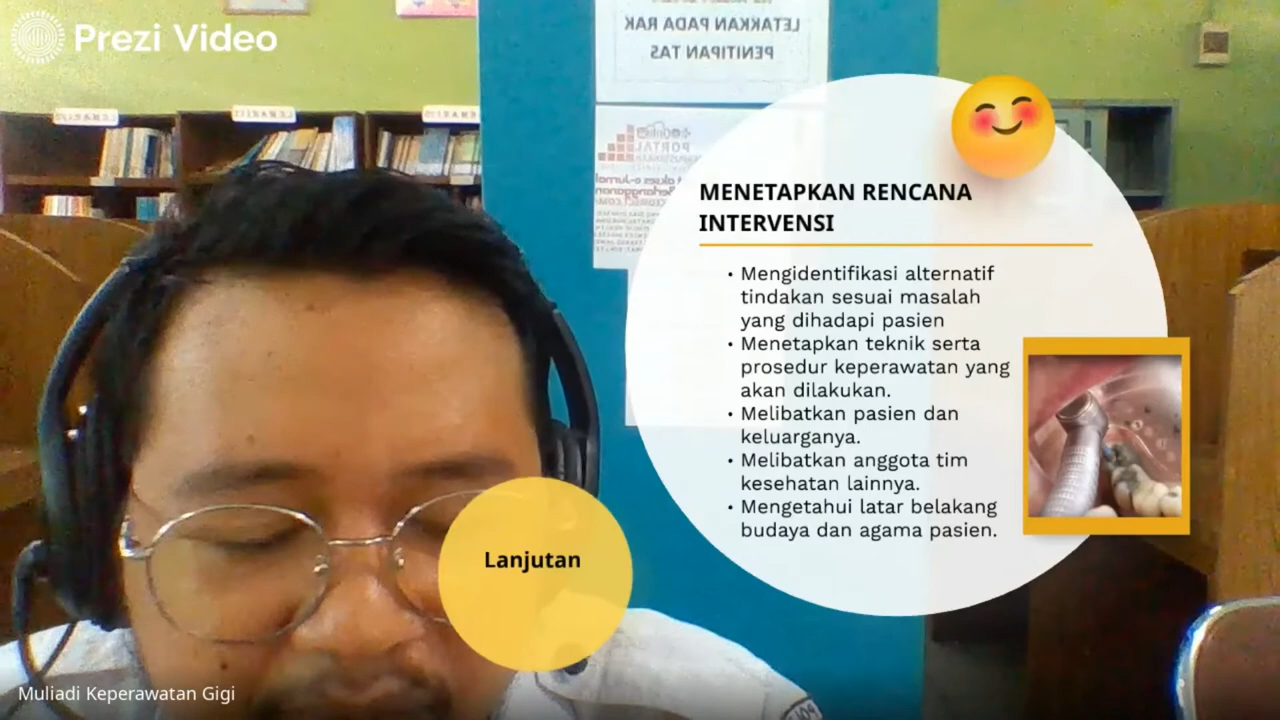 Prezi Video
LETAKKAN PADA RAK
PENITIPAN TAS
PORTAL
MENETAPKAN RENCANA
INTERVENSI
• Mengidentifikasi alternatif
tindakan sesuai masalah
yang dihadapi pasien
• Menetapkan teknik serta
prosedur keperawatan yang
akan dilakukan.
• Melibatkan pasien dan
keluarganya.
• Melibatkan anggota tim
kesehatan lainnya.
• Mengetahui latar belakang
budaya dan agama pasien.
Lanjutan
Muliadi Keperawatan Gigi